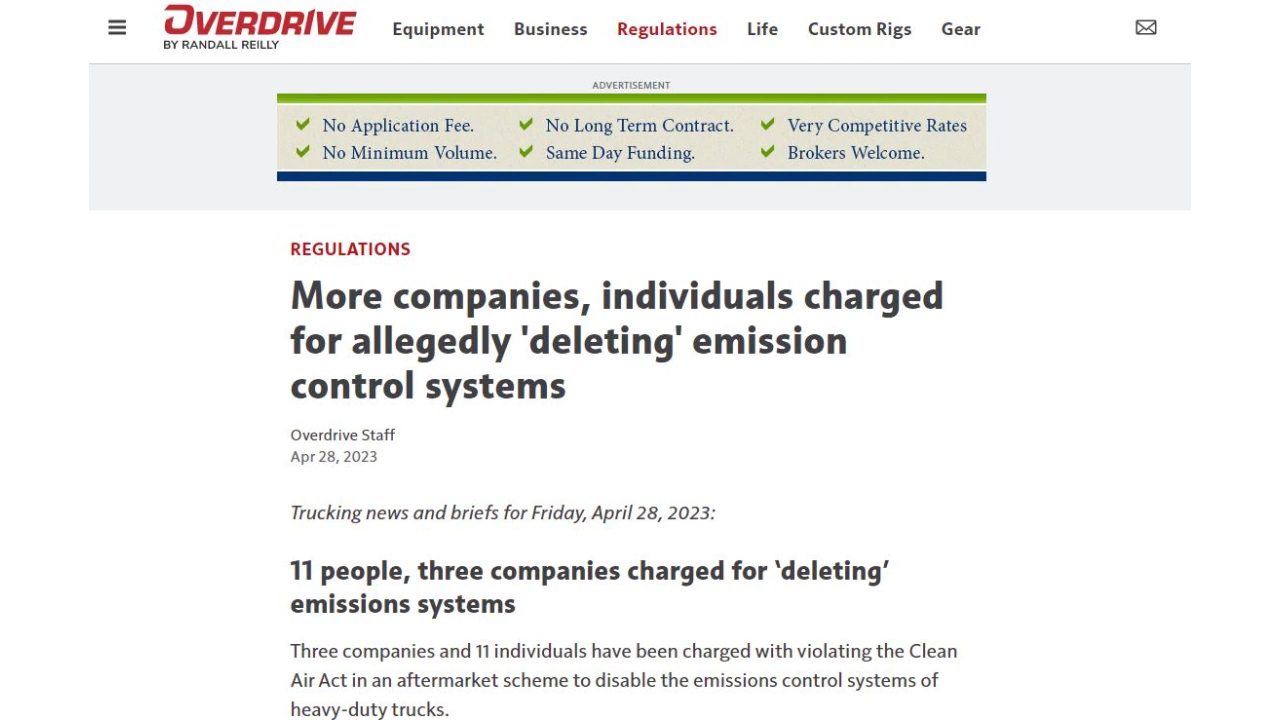 OVERDRIVE
BY RANDALL REILLY
Equipment Business Regulations Life Custom Rigs Gear
ADVERTISEMENT
No Application Fee. No Long Term Contract. Very Competitive Rates
No Minimum Volume. Same Day Funding. Brokers Welcome.
REGULATIONS
More companies, individuals charged
for allegedly 'deleting' emission
control systems
Overdrive Staff
Apr 28, 2023
Trucking news and briefs for Friday, April 28, 2023:
11 people, three companies charged for ‘deleting’
emissions systems
Three companies and 11 individuals have been charged with violating the Clean
Air Act in an aftermarket scheme to disable the emissions control systems of
heavy-duty trucks.